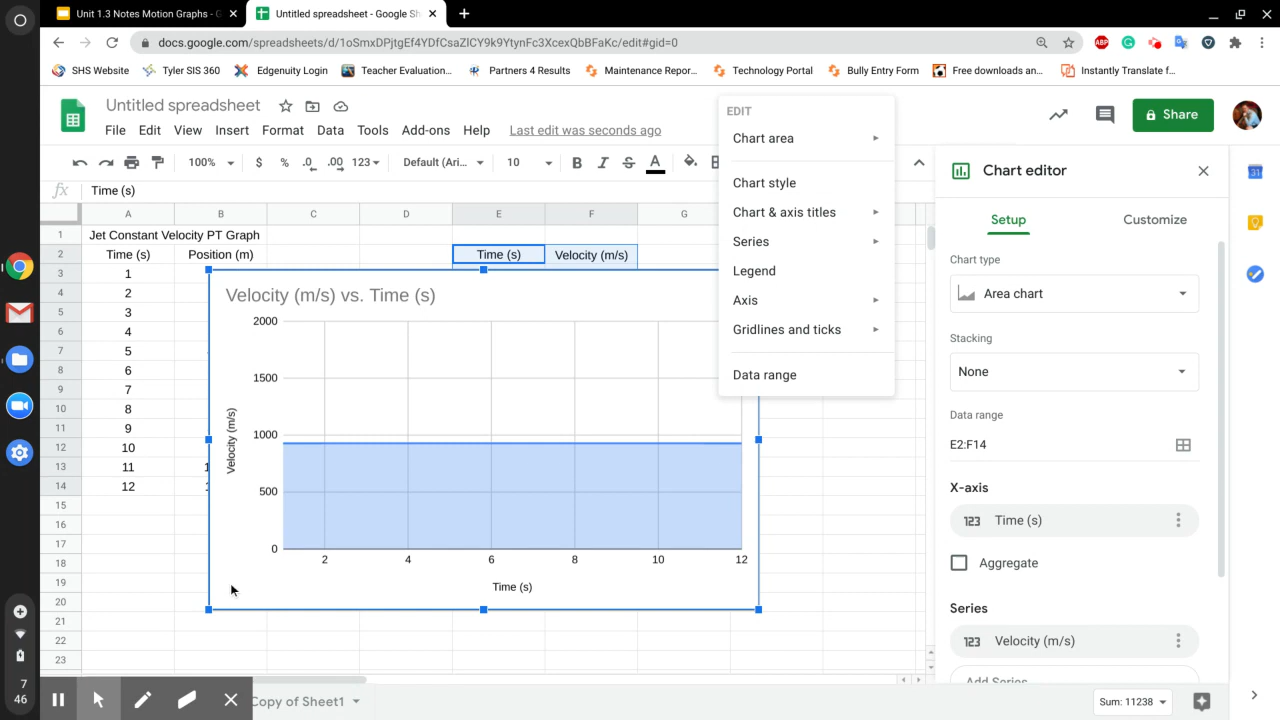 Unit 1.3 Notes Motion Graphs - G
Untitled spreadsheet - Google Sh
docs.google.com/spreadsheets/d/1oSmxDPjtqEf4YDfCsaZlCY9k9YtynFc3XcexQbBFaKc/edit#gid=0
SHS Website
Tyler SIS 360
Edgenuity Login
Teacher Evaluation...
Partners 4 Results
Maintenance Repor...
Technology Portal
Bully Entry Form
Free downloads an...
Instantly Translate f...
Untitled spreadsheet
File Edit View Insert Format Data Tools Add-ons Help Last edit was seconds ago
Share
100% $ % .0 .00 123 Default (Ari... 10 B I S A
fx Time (s)
A B C D E F G
1 Jet Constant Velocity PT Graph
2 Time (s) Position (m) Time (s) Velocity (m/s)
3 1
4 2
5 3
6 4
7 5
8 6
9 7
10 8
11 9
12 10
13 11 1
14 12 1
15
16
17
18
19
20
21
22
23
Velocity (m/s) vs. Time (s)
2000
1500
1000
500
0
Velocity (m/s)
2 4 6 8 10 12
Time (s)
EDIT
Chart area
Chart style
Chart & axis titles
Series
Legend
Axis
Gridlines and ticks
Data range
Chart editor
Setup Customize
Chart type
Area chart
Stacking
None
Data range
E2:F14
X-axis
123 Time (s)
Aggregate
Series
123 Velocity (m/s)
Add Series
Copy of Sheet1
Sum: 11238
ABP
31
7
46